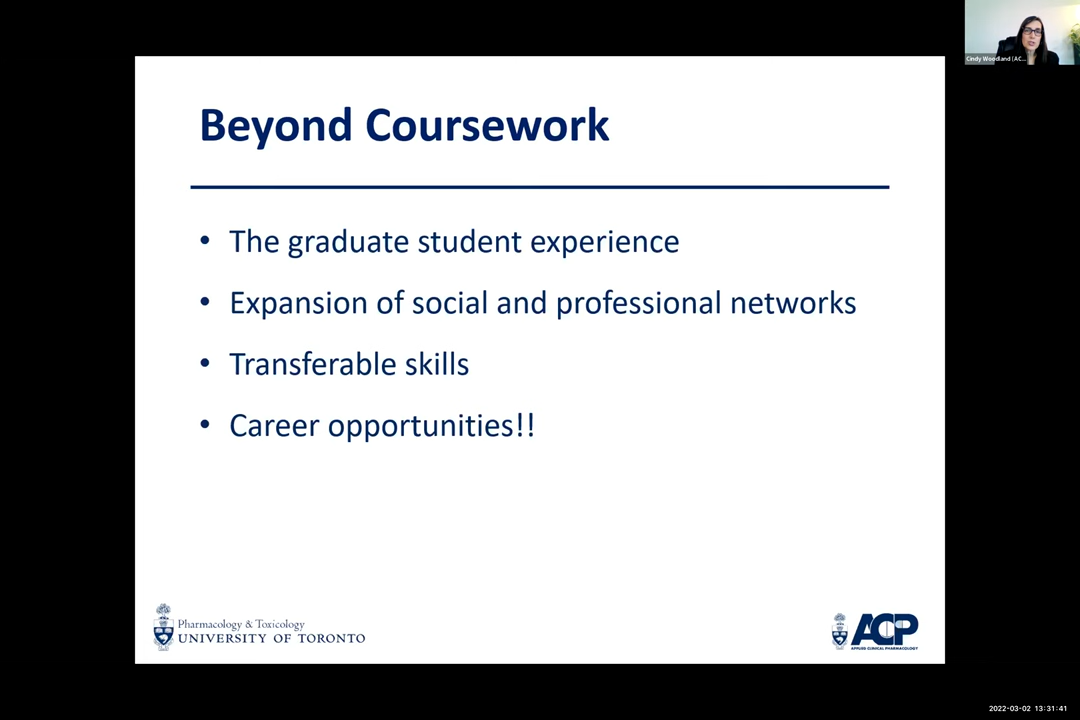 Cindy Woodland (AC...
Beyond Coursework
• The graduate student experience
• Expansion of social and professional networks
• Transferable skills
• Career opportunities!!
Pharmacology & Toxicology
UNIVERSITY OF TORONTO
ACP
APPLIED CLINICAL PHARMACOLOGY
2022-03-02 13:31:41